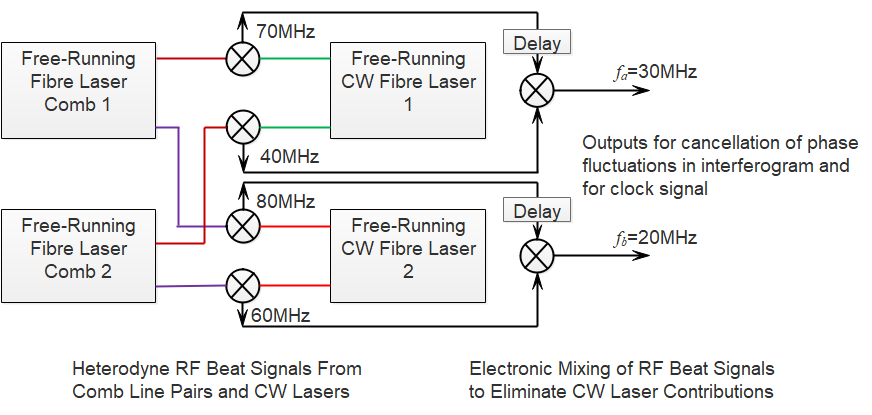 70MHz
Delay
Free-Running
Fibre Laser
Comb 1
Free-Running
CW Fibre Laser
1
fa=30MHz
40MHz
Outputs for cancellation of phase
fluctuations in interferogram and
for clock signal
80MHz
Delay
Free-Running
Fibre Laser
Comb 2
Free-Running
CW Fibre Laser
2
fb=20MHz
60MHz
Heterodyne RF Beat Signals From
Comb Line Pairs and CW Lasers
Electronic Mixing of RF Beat Signals
to Eliminate CW Laser Contributions